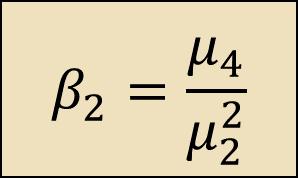 β₂ = μ₄ / μ₂²